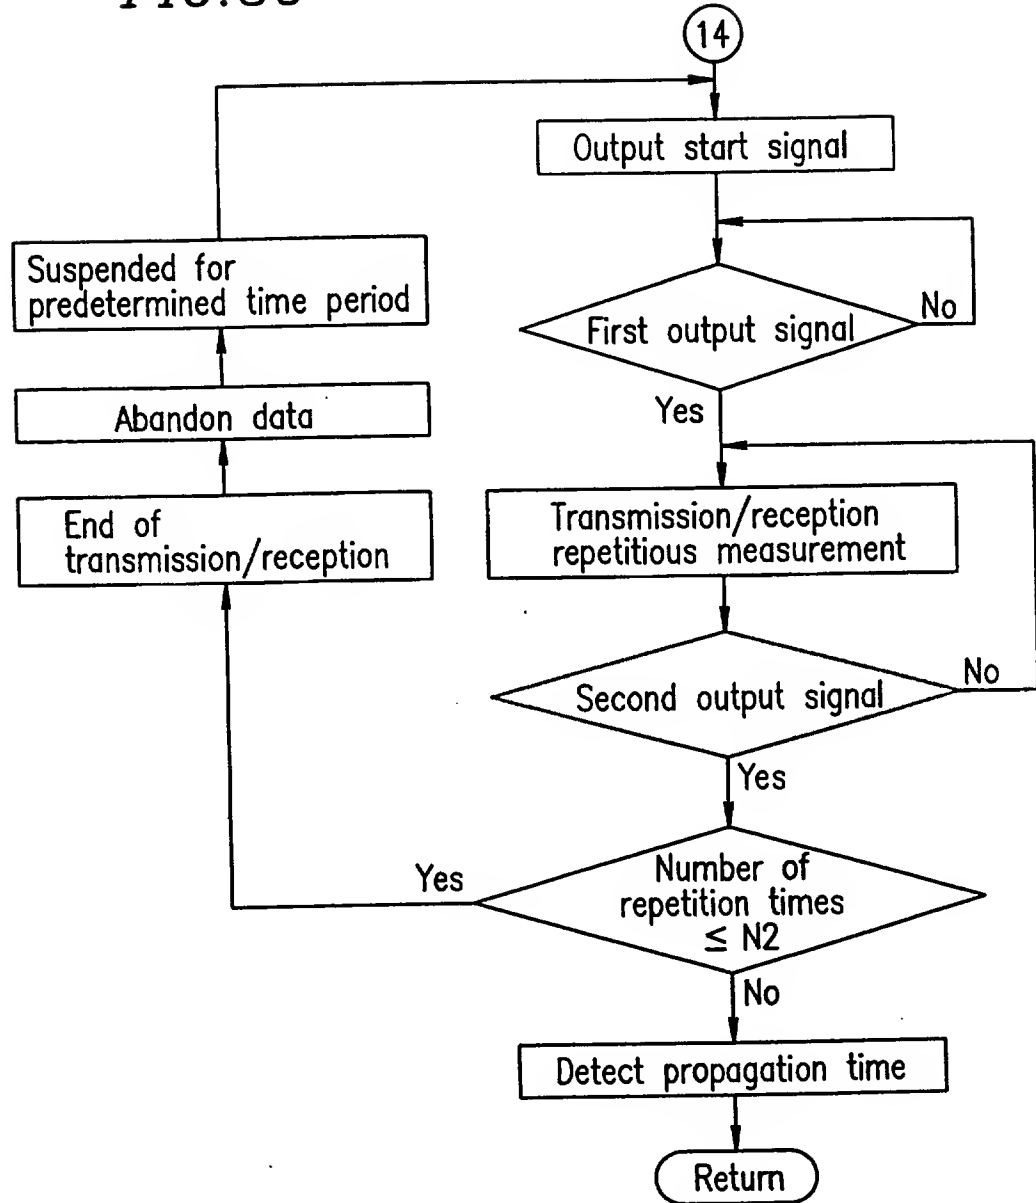 14
Output start signal
First output signal
No
Yes
Transmission/reception
repetitious measurement
Second output signal
No
Yes
Number of
repetition times
≤ N2
Yes
No
End of
transmission/reception
Abandon data
Suspended for
predetermined time period
Detect propagation time
Return